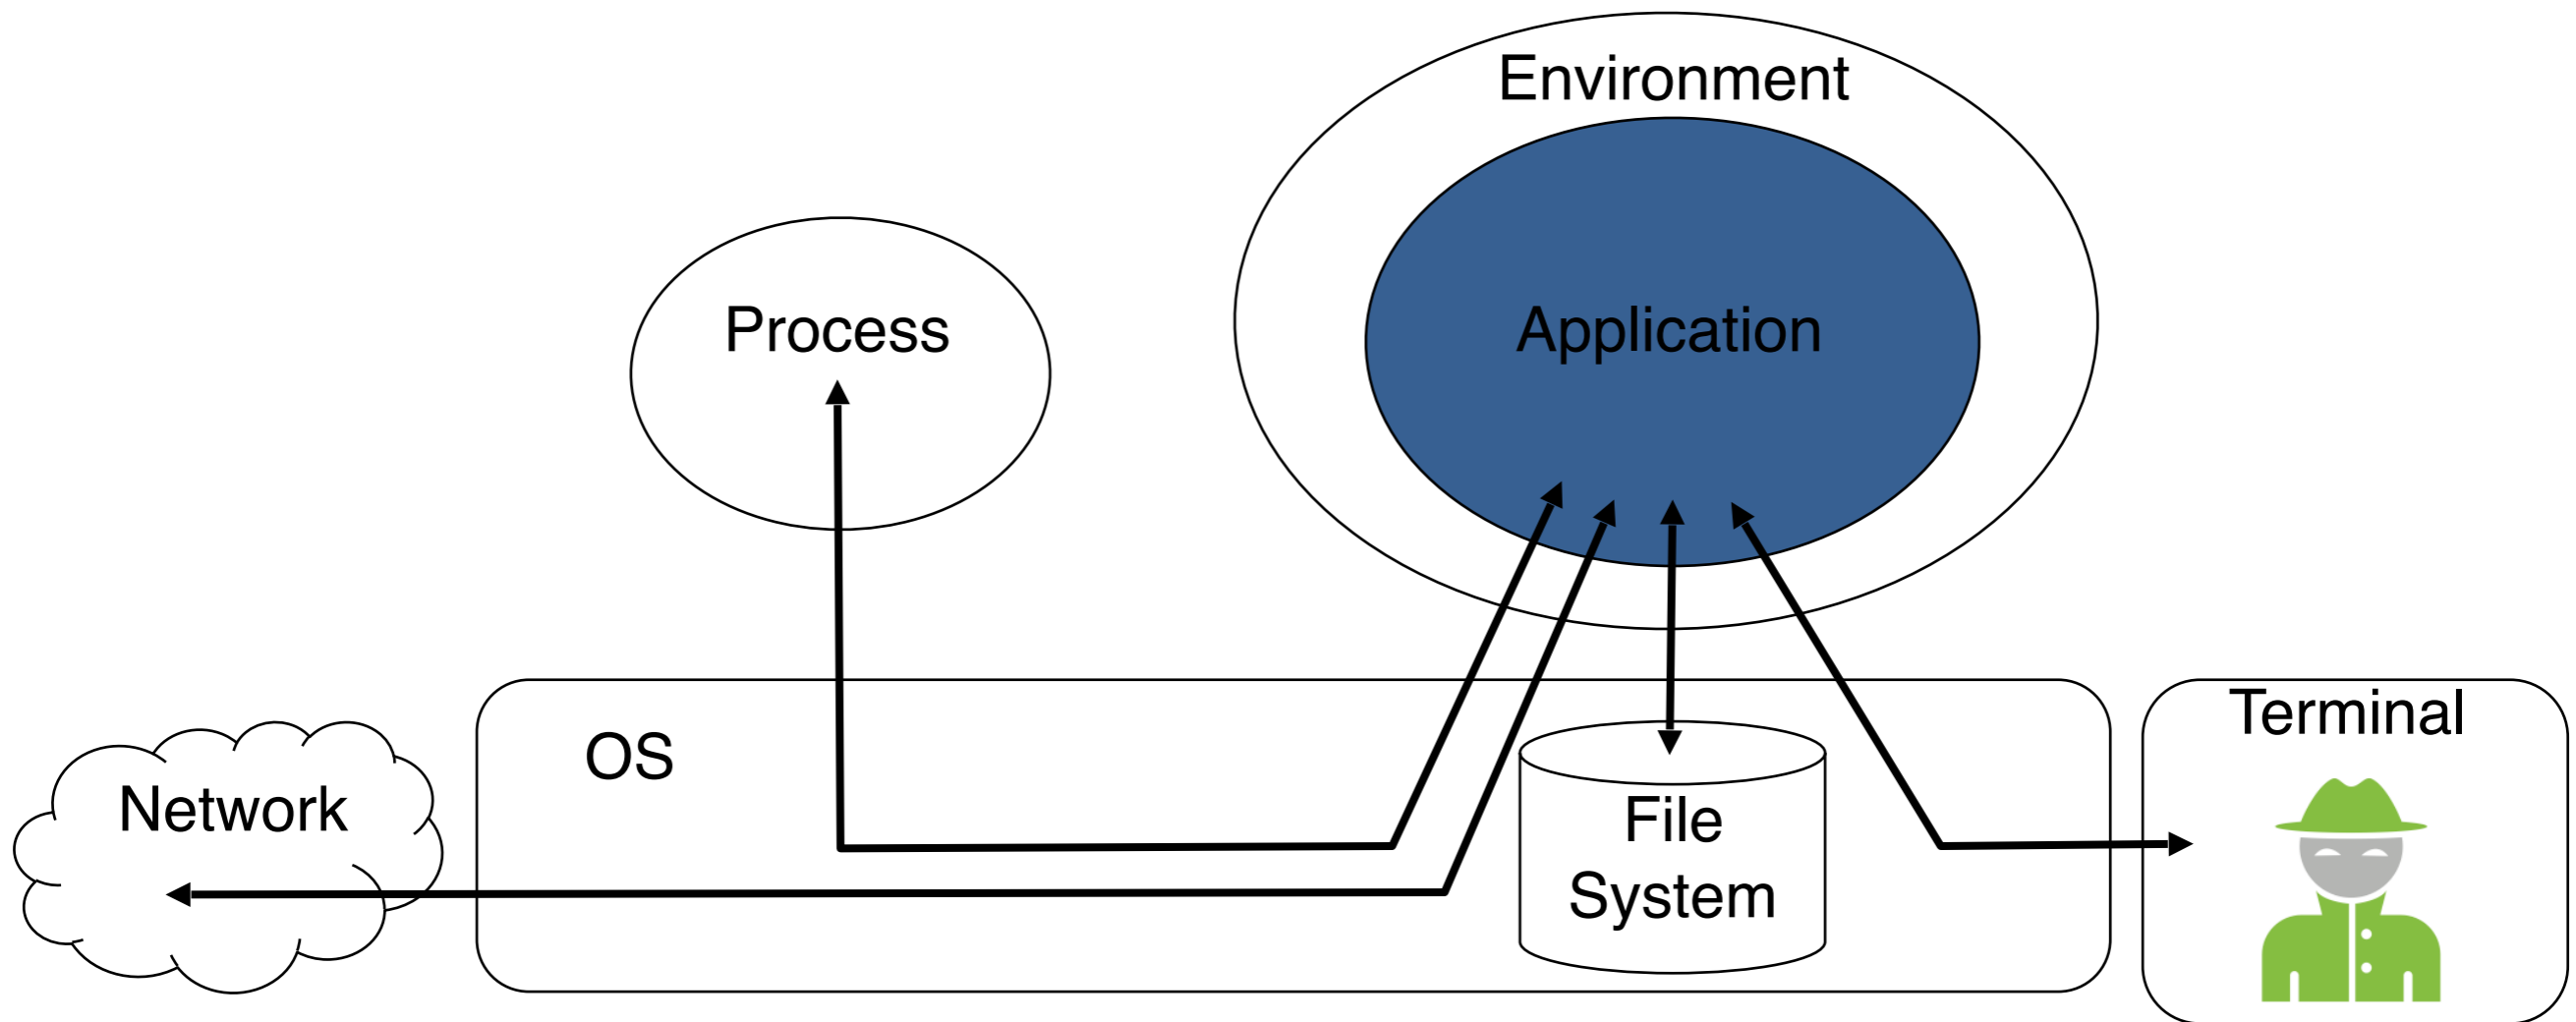 Environment
Process
Application
OS
Terminal
Network
File
System